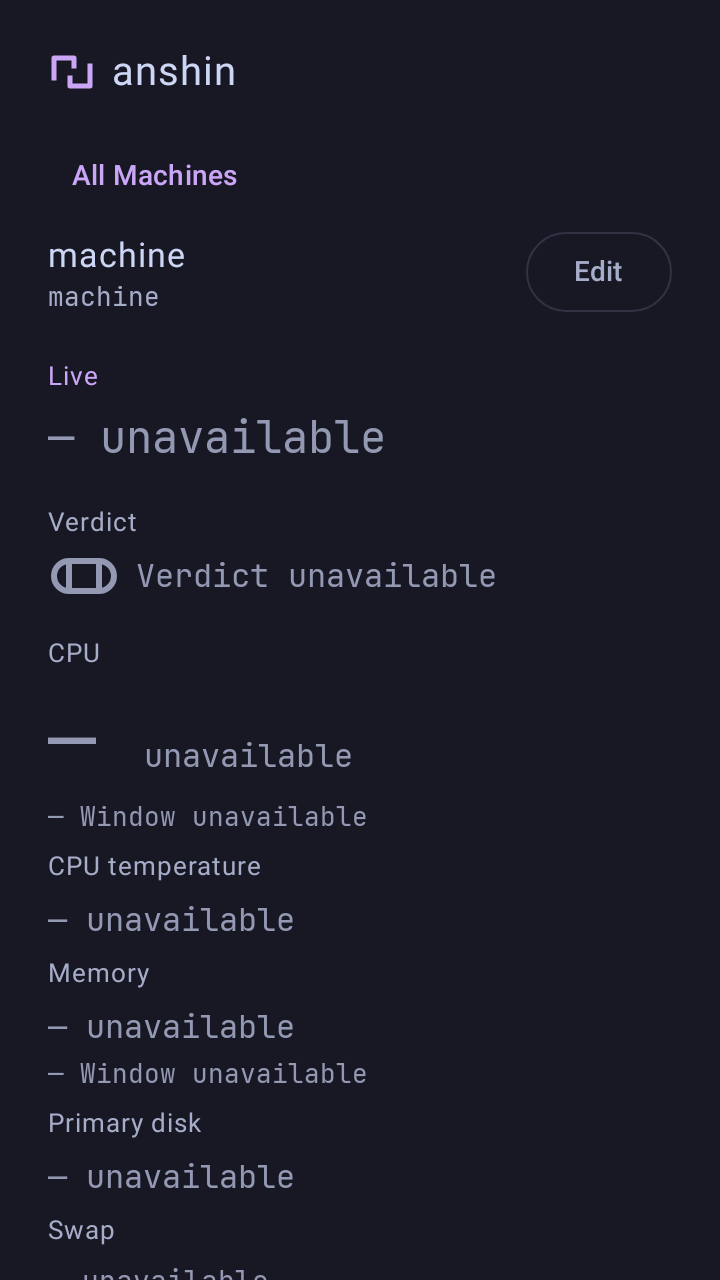 anshin
All Machines
machine
machine
Edit
Live
— unavailable
Verdict
Verdict unavailable
CPU
— unavailable
— Window unavailable
CPU temperature
— unavailable
Memory
— unavailable
— Window unavailable
Primary disk
— unavailable
Swap
unavailable